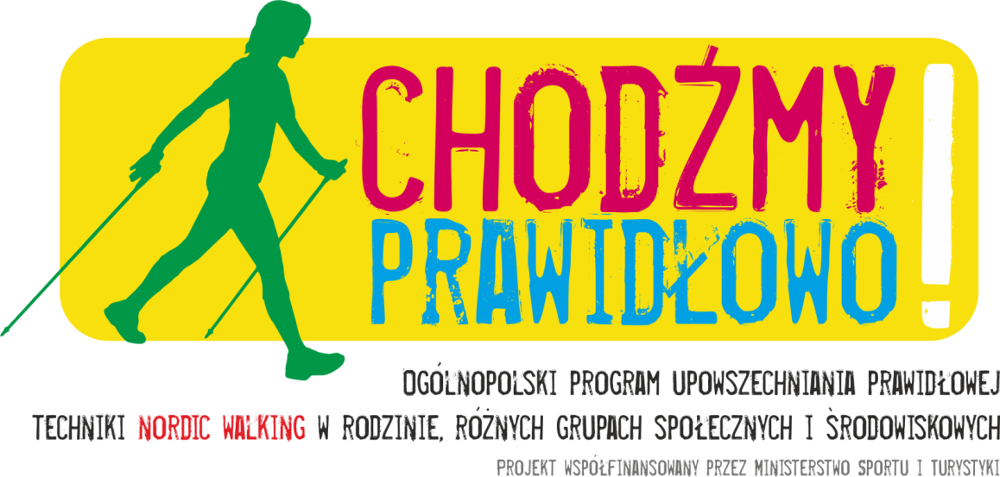 CHODŹMY
PRAWIDŁOWO!
OGÓLNOPOLSKI PROGRAM UPOWSZECHNIANIA PRAWIDŁOWEJ
TECHNIKI NORDIC WALKING W RODZINIE, RÓŻNYCH GRUPACH SPOŁECZNYCH I ŚRODOWISKOWYCH
PROJEKT WSPÓŁFINANSOWANY PRZEZ MINISTERSTWO SPORTU I TURYSTYKI